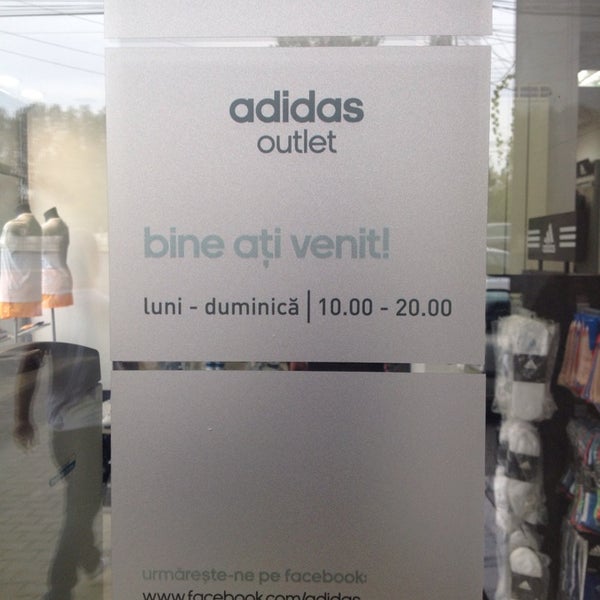 adidas
outlet
bine ați venit!
luni - duminică | 10.00 - 20.00
urmărește-ne pe facebook:
www.facebook.com/adidas